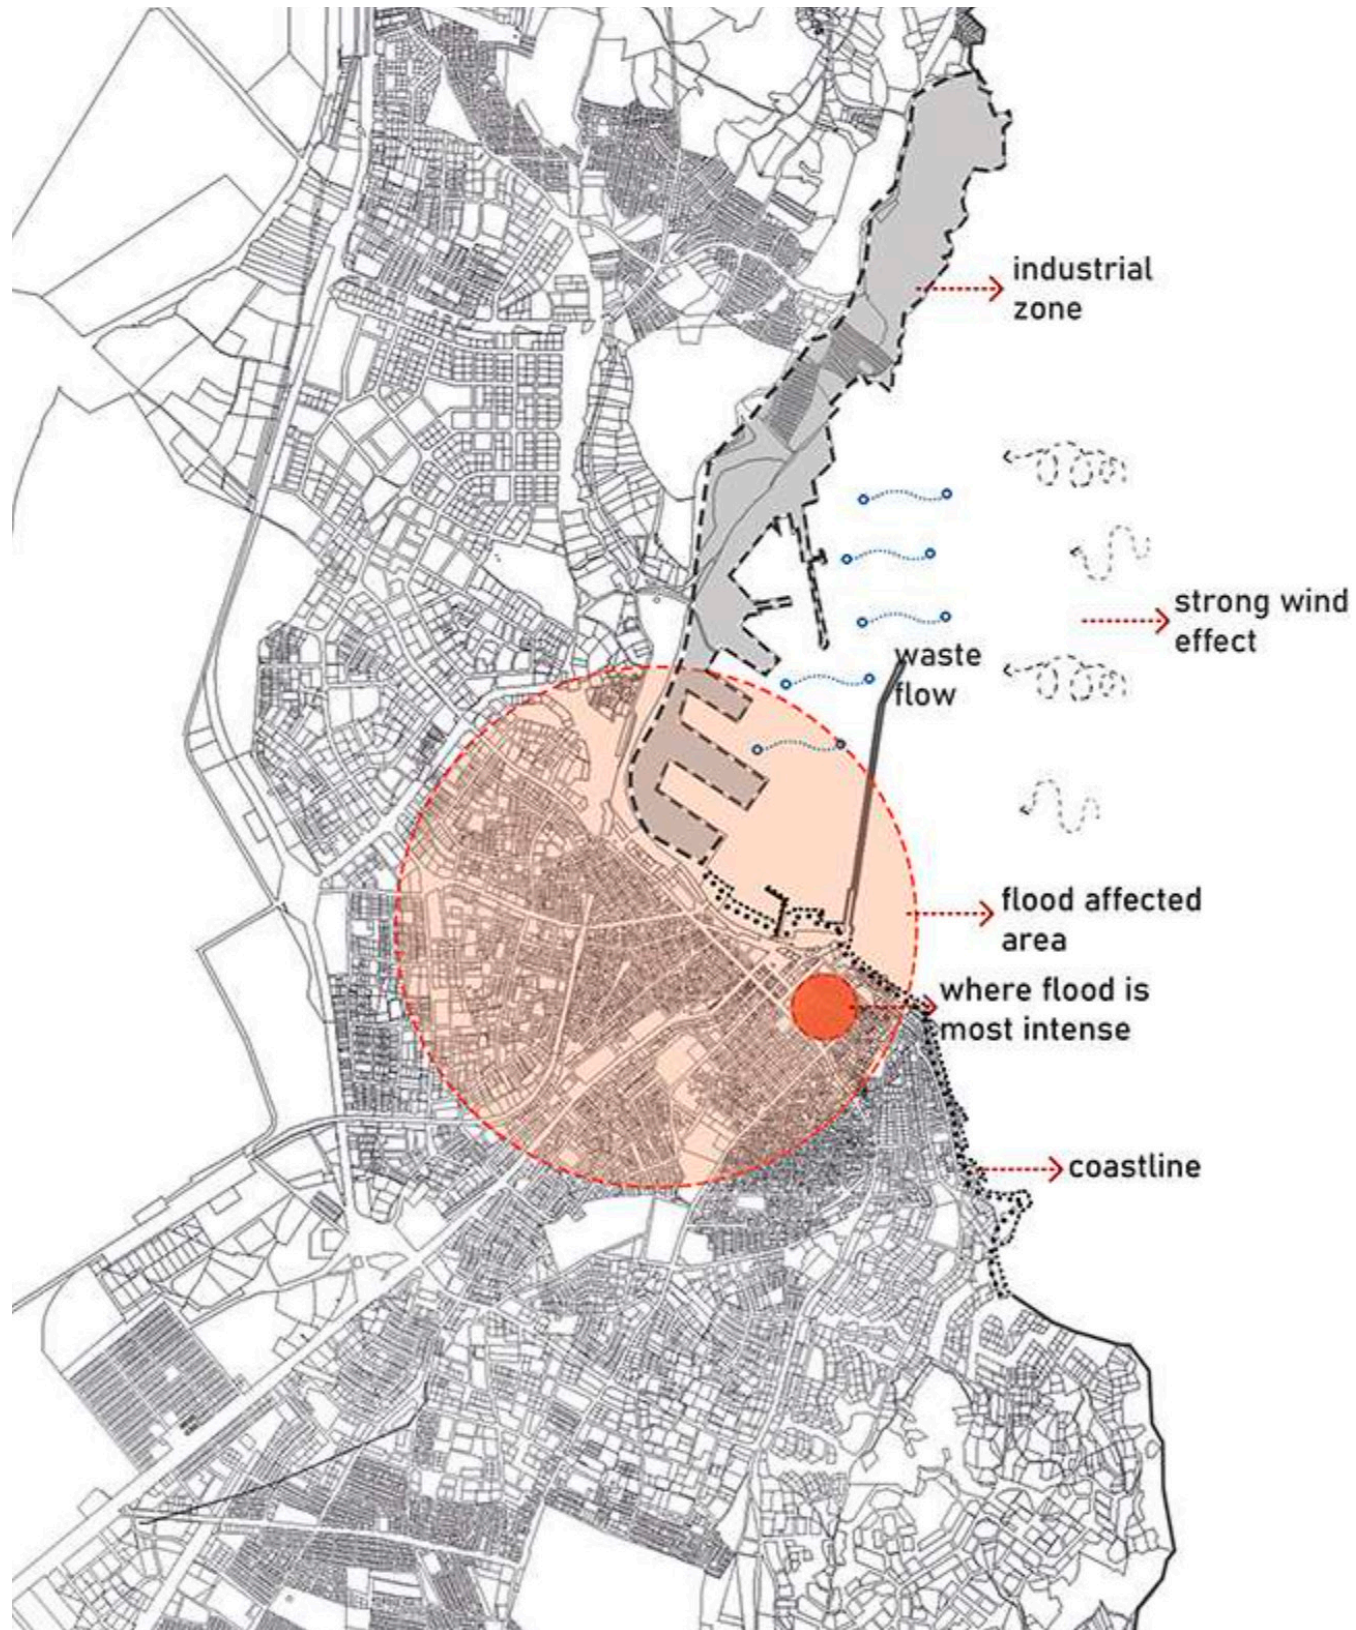 industrial
zone
strong wind
effect
waste
flow
flood affected
area
where flood is
most intense
coastline